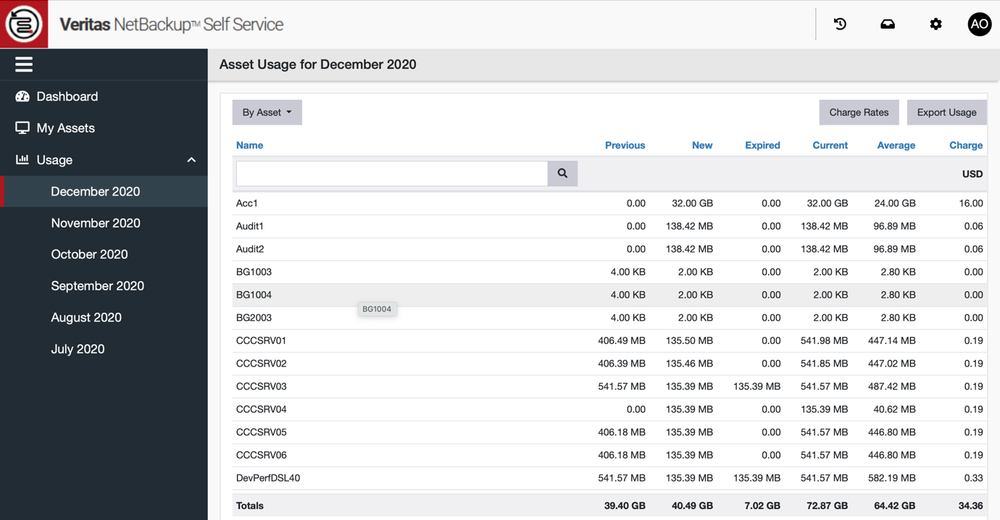 Veritas NetBackup™ Self Service
AO
Asset Usage for December 2020
Dashboard
My Assets
Usage
December 2020
November 2020
October 2020
September 2020
August 2020
July 2020
By Asset
Charge Rates
Export Usage
Name Previous New Expired Current Average Charge
USD
Acc1 0.00 32.00 GB 0.00 32.00 GB 24.00 GB 16.00
Audit1 0.00 138.42 MB 0.00 138.42 MB 96.89 MB 0.06
Audit2 0.00 138.42 MB 0.00 138.42 MB 96.89 MB 0.06
BG1003 4.00 KB 2.00 KB 0.00 2.00 KB 2.80 KB 0.00
BG1004 4.00 KB 2.00 KB 0.00 2.00 KB 2.80 KB 0.00
BG1004
BG2003 4.00 KB 2.00 KB 0.00 2.00 KB 2.80 KB 0.00
CCCSRV01 406.49 MB 135.50 MB 0.00 541.98 MB 447.14 MB 0.19
CCCSRV02 406.39 MB 135.46 MB 0.00 541.85 MB 447.02 MB 0.19
CCCSRV03 541.57 MB 135.39 MB 135.39 MB 541.57 MB 487.42 MB 0.19
CCCSRV04 0.00 135.39 MB 0.00 135.39 MB 40.62 MB 0.19
CCCSRV05 406.18 MB 135.39 MB 0.00 541.57 MB 446.80 MB 0.19
CCCSRV06 406.18 MB 135.39 MB 0.00 541.57 MB 446.80 MB 0.19
DevPerfDSL40 541.57 MB 135.39 MB 135.39 MB 541.57 MB 582.19 MB 0.33
Totals 39.40 GB 40.49 GB 7.02 GB 72.87 GB 64.42 GB 34.36